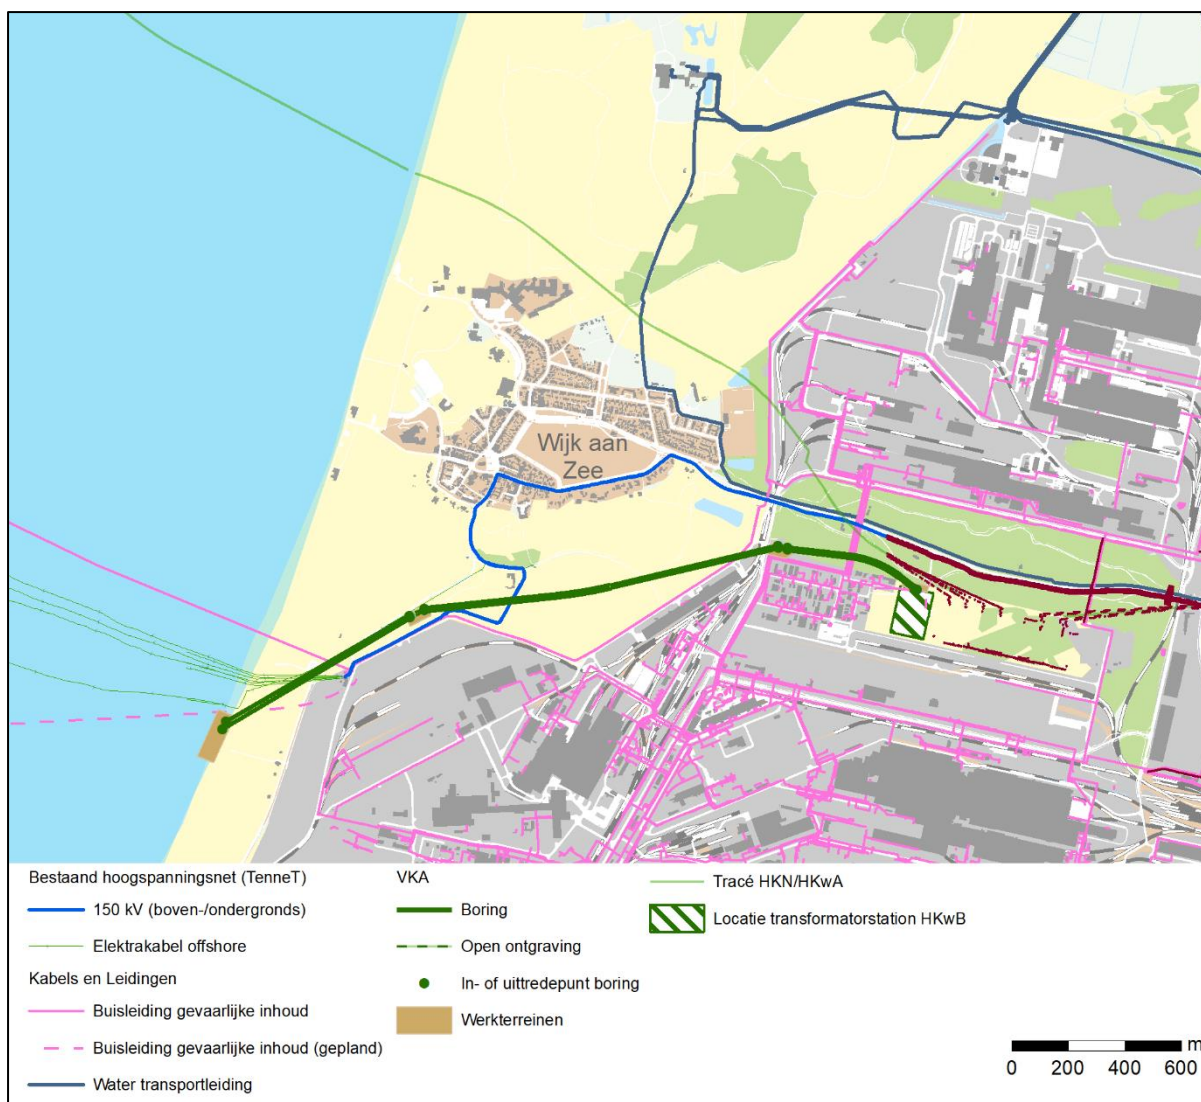 Wijk aan
Zee
Bestaand hoogspanningsnet (TenneT)
150 kV (boven-/ondergronds)
Elektrakabel offshore
Kabels en Leidingen
Buisleiding gevaarlijke inhoud
Buisleiding gevaarlijke inhoud (gepland)
Water transportleiding
VKA
Boring
Open ontgraving
In- of uittredepunt boring
Werkterreinen
Tracé HKN/HKwA
Locatie transformatorstation HKwB
m
0 200 400 600